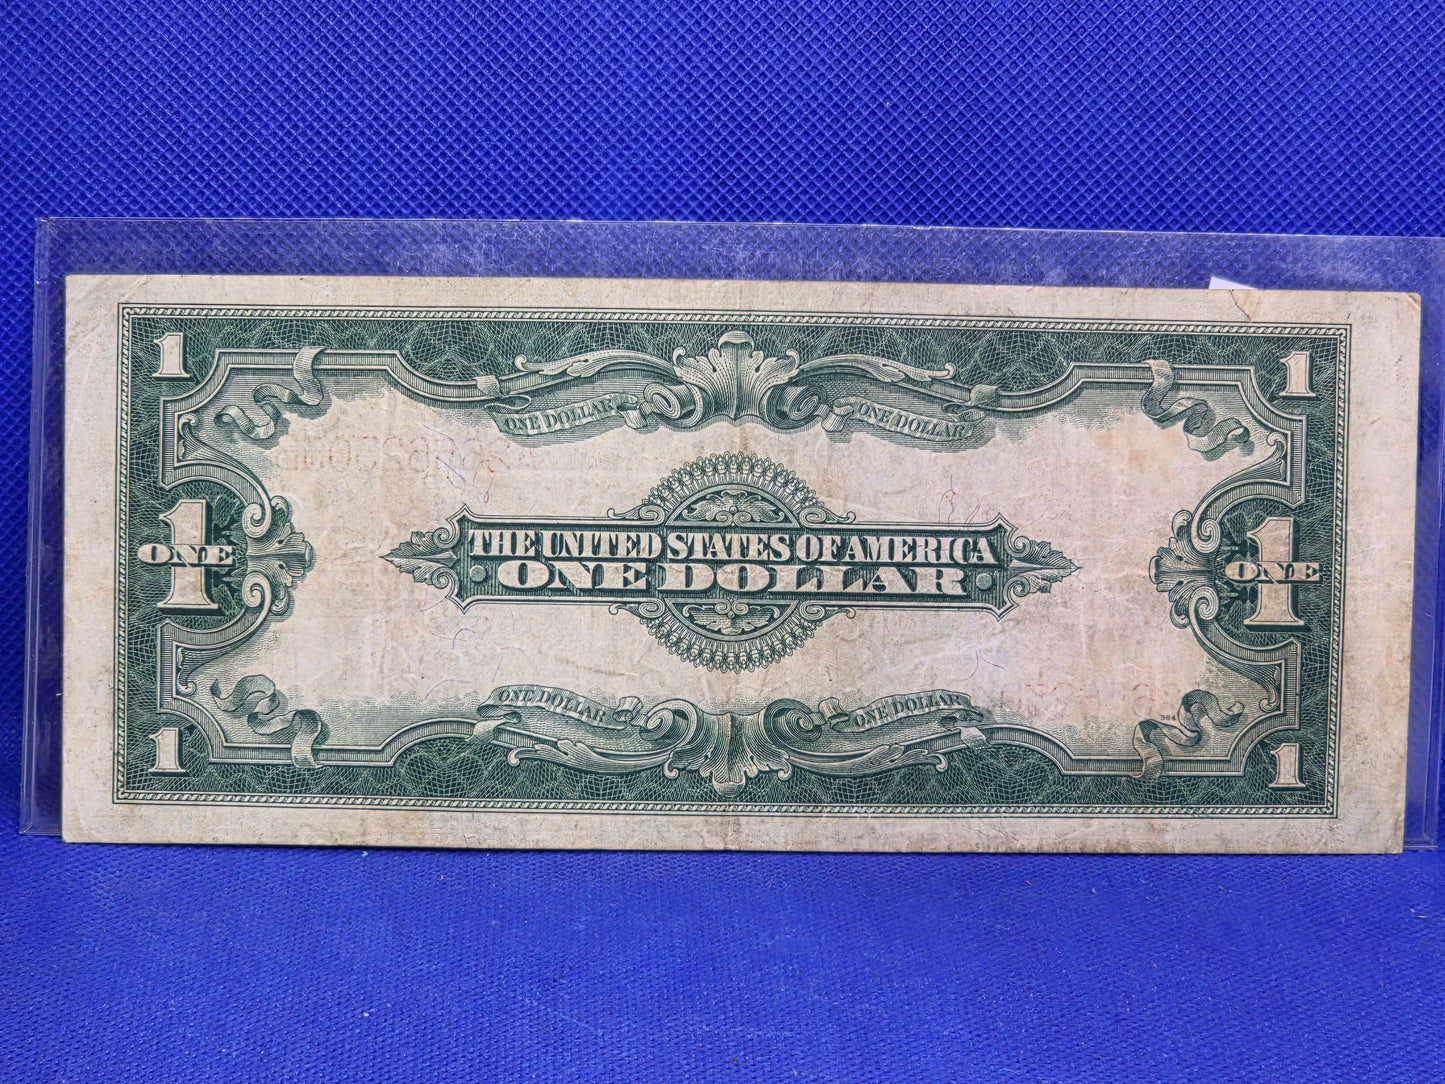 1 1
ONE DOLLAR ONE DOLLAR
THE UNITED STATES OF AMERICA
1 ONE ONE DOLLAR 1 ONE
ONE DOLLAR ONE DOLLAR
364
1 1